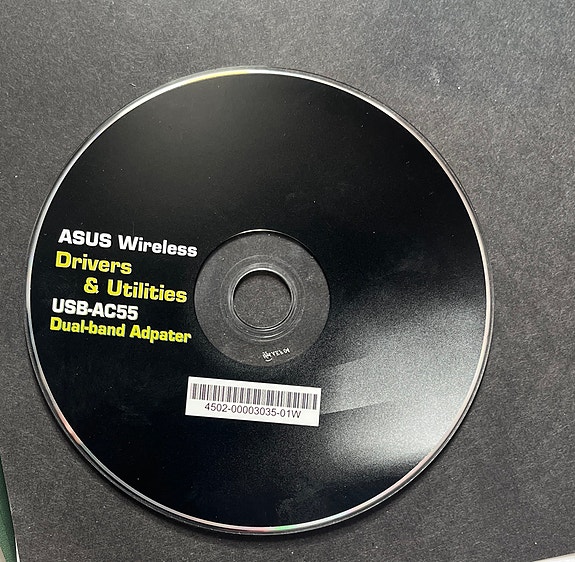 ASUS Wireless
Drivers
& Utilities
USB-AC55
Dual-band Adpater
4502-00003035-01W